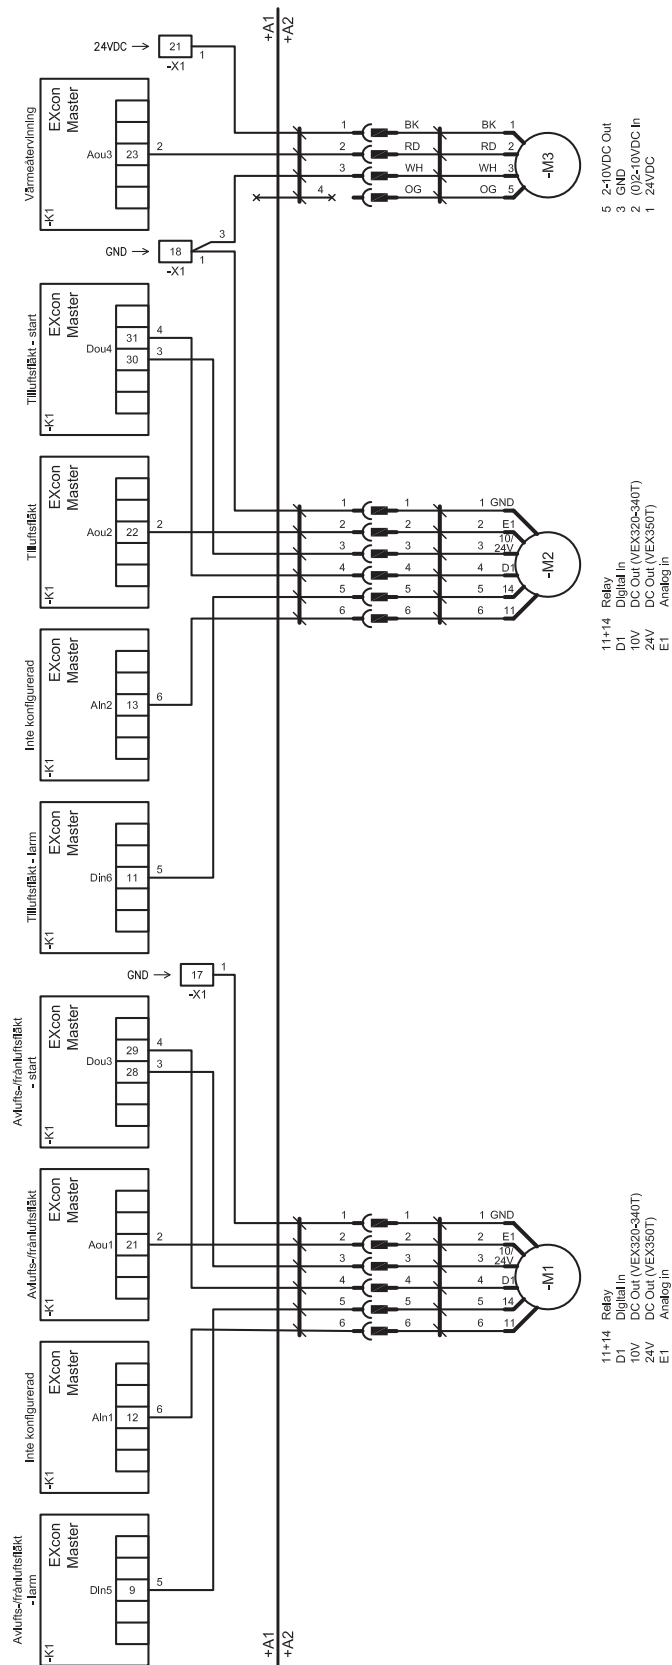 +A1
+A2
24VDC
21
1
-X1
Värmeåtervinning
EXcon
Master
Aou3
23
2
-K1
1
BK
BK
1
2
RD
RD
2
3
WH
WH
3
4
OG
OG
5
-M3
5 2-10VDC Out
3 GND
2 (0)2-10VDC In
1 24VDC
GND
18
3
1
-X1
Tilluftsfläkt - start
EXcon
Master
Dou4
31
4
30
3
-K1
Tilluftsfläkt
EXcon
Master
Aou2
22
2
-K1
1
1
1 GND
2
2
2
E1
3
3
3
10/
24V
4
4
4
D1
5
5
5
14
6
6
6
11
-M2
11+14 Relay
D1 Digital In
10V DC Out (VEX320-340T)
24V DC Out (VEX350T)
E1 Analog in
Inte konfigurerad
EXcon
Master
AIn2
13
6
-K1
Tilluftsfläkt - larm
EXcon
Master
Din6
11
5
-K1
GND
17
1
-X1
Avlufts-/frånluftsfläkt
- start
EXcon
Master
Dou3
29
4
28
3
-K1
Avlufts-/frånluftsfläkt
EXcon
Master
Aou1
21
2
-K1
1
1
1 GND
2
2
2
E1
3
3
3
10/
24V
4
4
4
D1
5
5
5
14
6
6
6
11
-M1
11+14 Relay
D1 Digital In
10V DC Out (VEX320-340T)
24V DC Out (VEX350T)
E1 Analog in
Inte konfigurerad
EXcon
Master
AIn1
12
6
-K1
Avlufts-/frånluftsfläkt
- larm
EXcon
Master
DIn5
9
5
-K1
+A1
+A2